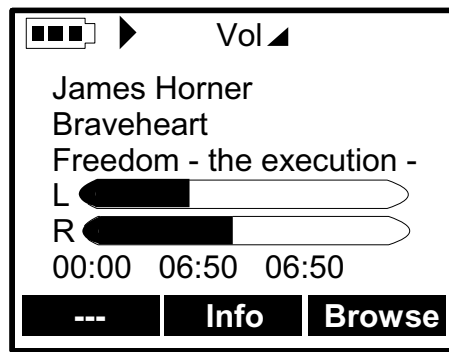 Vol
James Horner
Braveheart
Freedom - the execution -
L
R
00:00 06:50 06:50
--- Info Browse